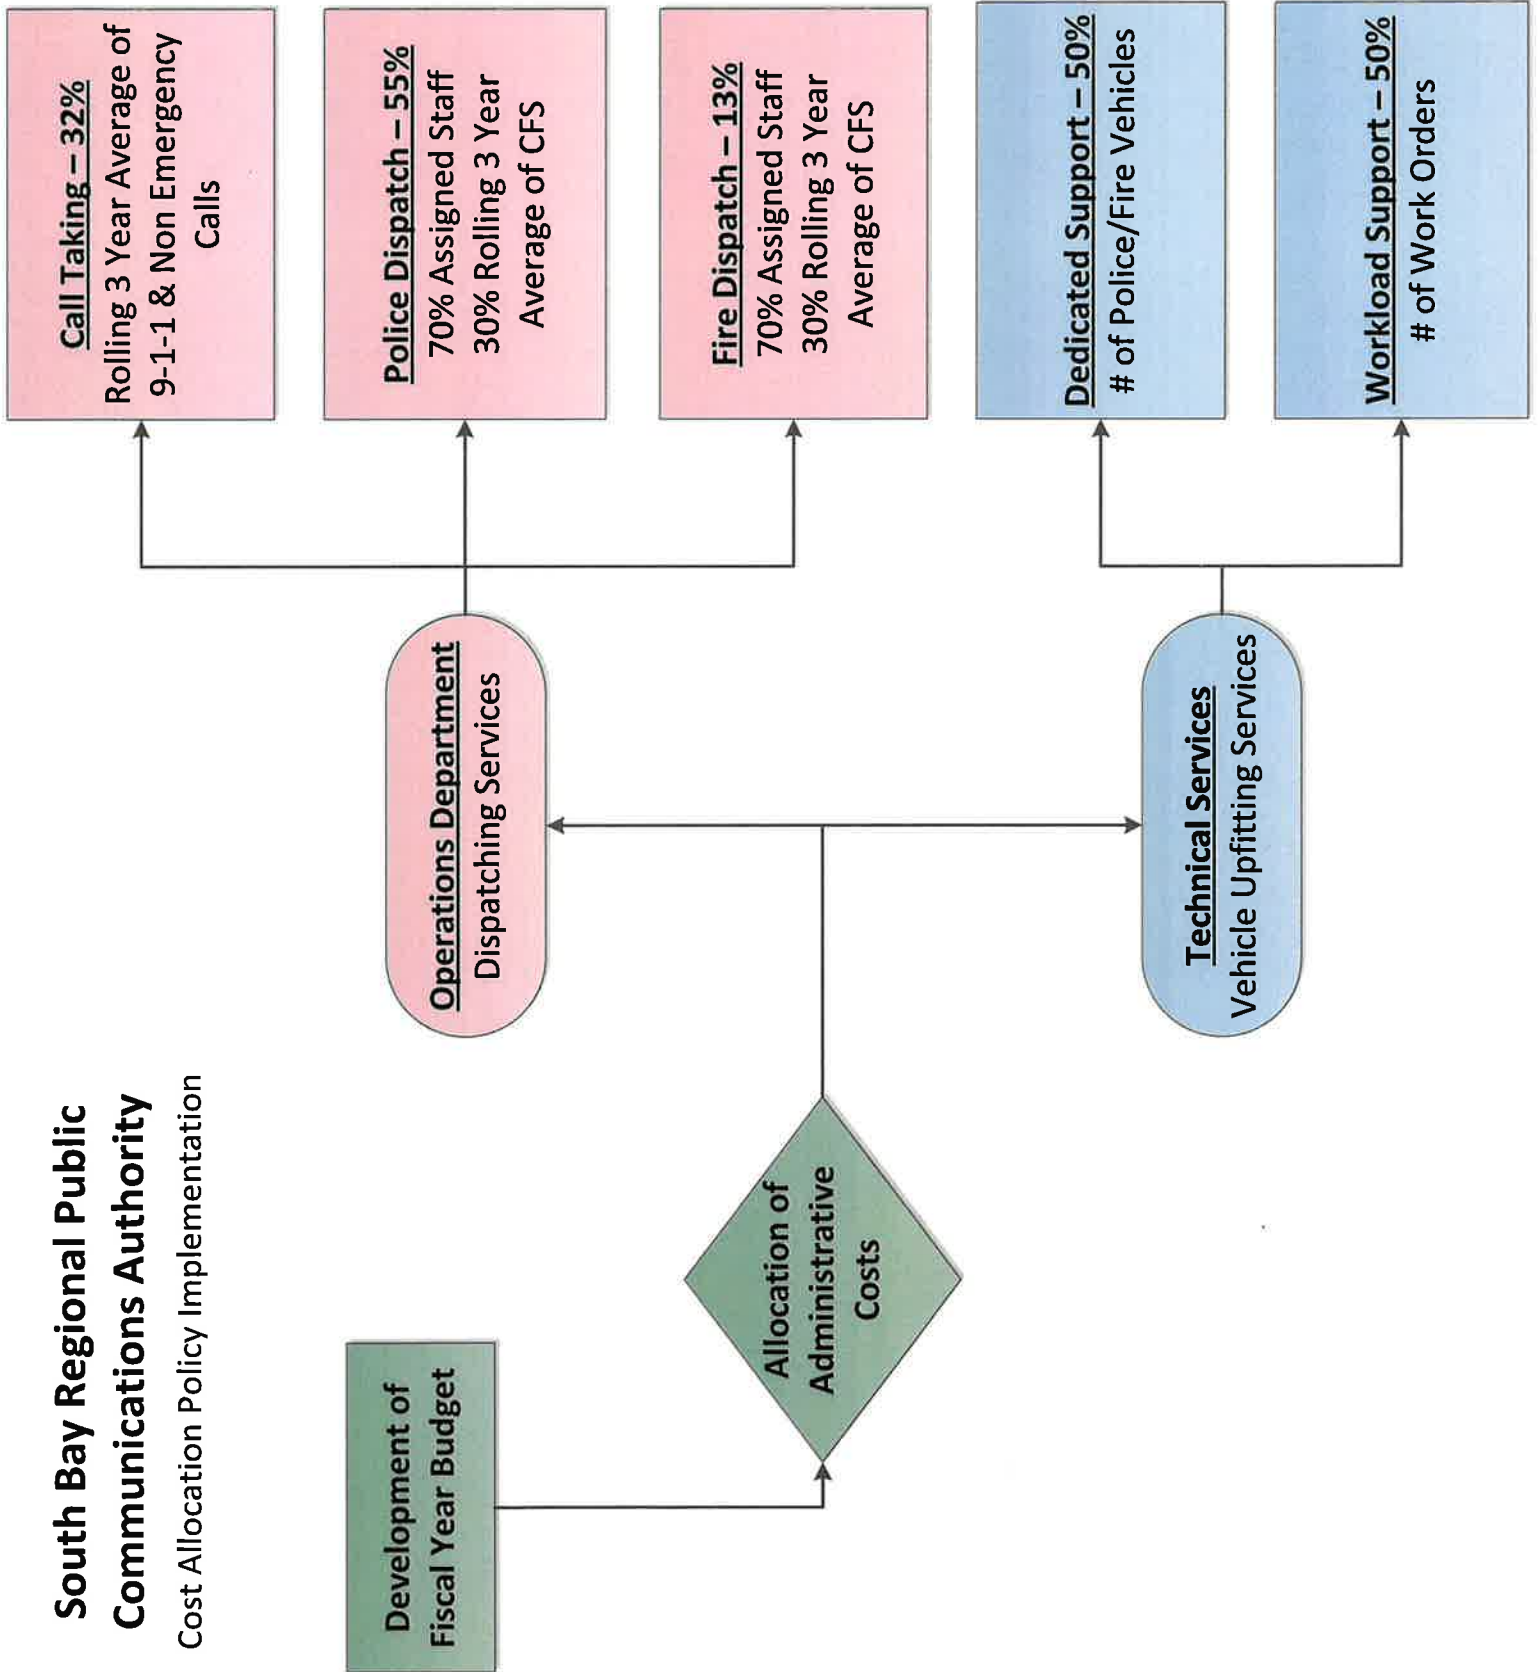 South Bay Regional Public
Communications Authority
Cost Allocation Policy Implementation
Development of
Fiscal Year Budget
Allocation of
Administrative
Costs
Operations Department
Dispatching Services
Technical Services
Vehicle Upfitting Services
Call Taking – 32%
Rolling 3 Year Average of
9-1-1 & Non Emergency
Calls
Police Dispatch – 55%
70% Assigned Staff
30% Rolling 3 Year
Average of CFS
Fire Dispatch – 13%
70% Assigned Staff
30% Rolling 3 Year
Average of CFS
Dedicated Support – 50%
# of Police/Fire Vehicles
Workload Support – 50%
# of Work Orders